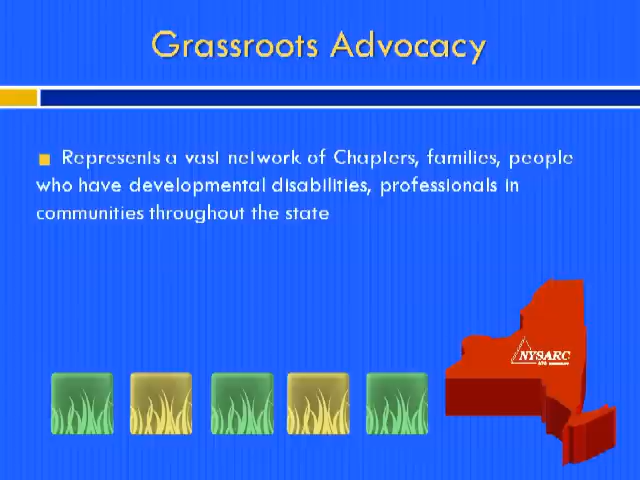 Grassroots Advocacy
Represents a vast network of Chapters, families, people
who have developmental disabilities, professionals in
communities throughout the state
NYSARC